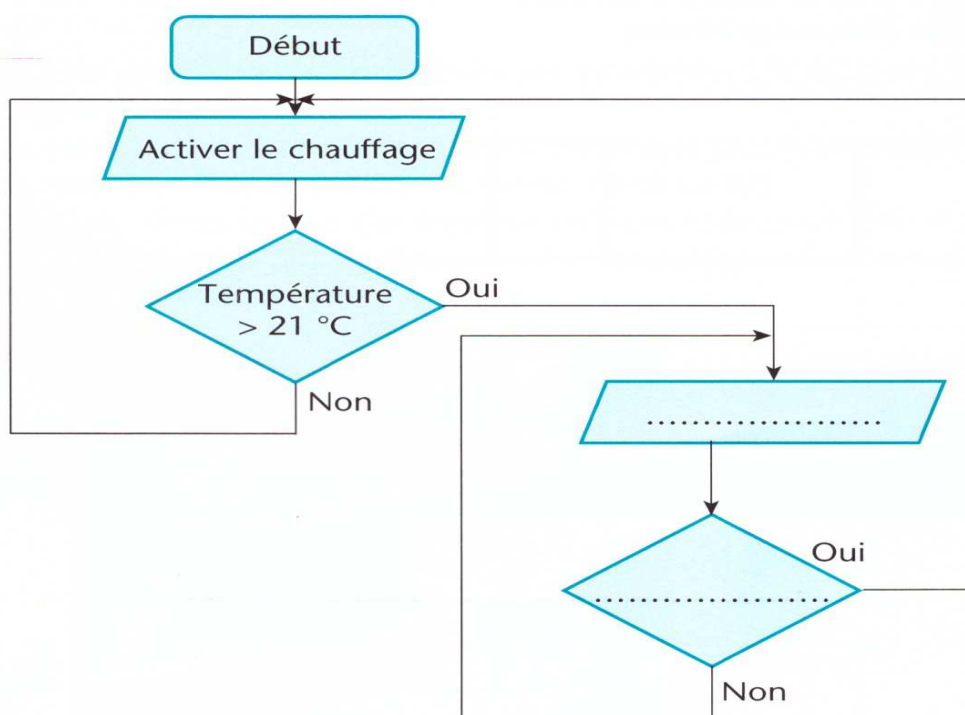 Début
Activer le chauffage
Température
> 21 °C
Oui
Non
.....................
Oui
.....................
Non